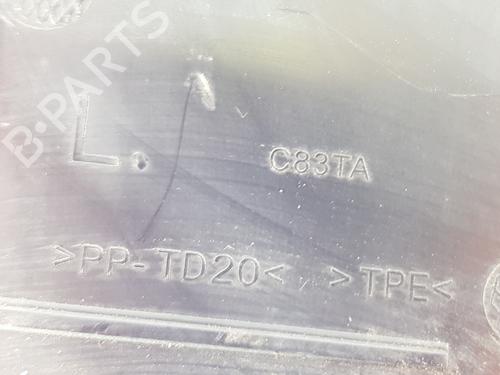 B-PARTS
L.
C83TA
>PP-TD20< >TPE<